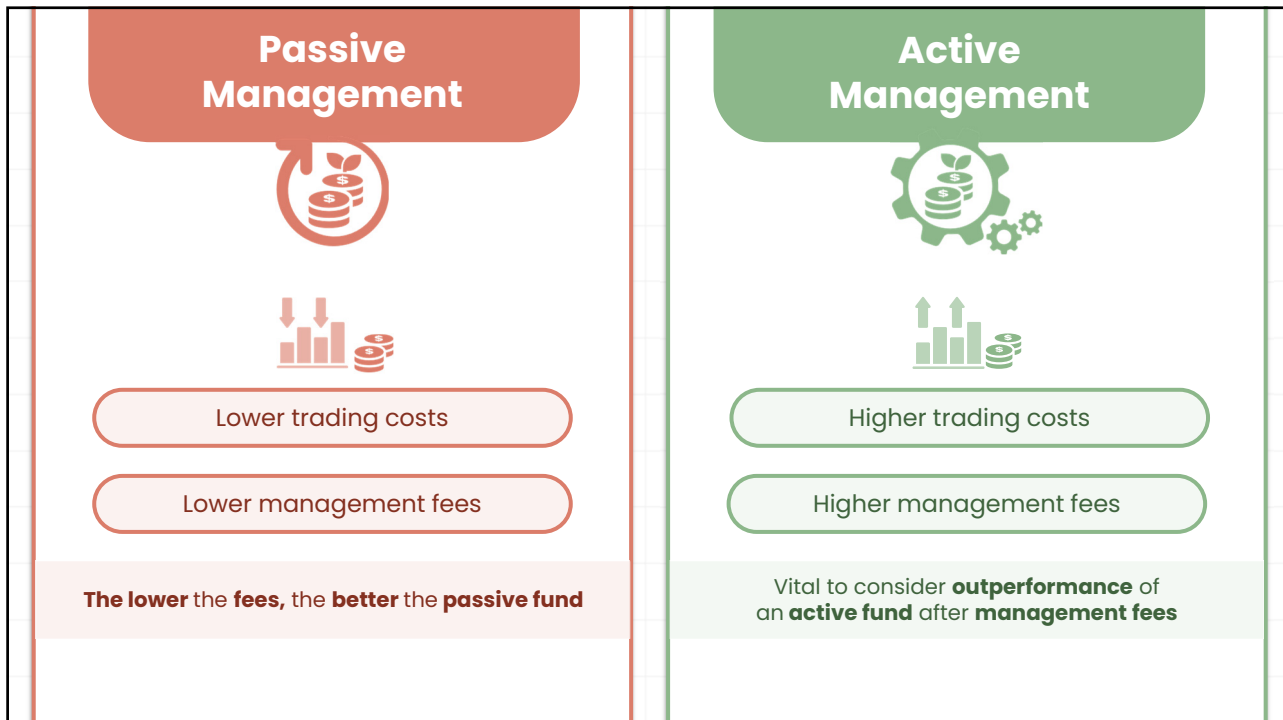 Passive
Management
$
$
$
$
Lower trading costs
Lower management fees
The lower the fees, the better the passive fund
Active
Management
$
$
$
$
Higher trading costs
Higher management fees
Vital to consider outperformance of
an active fund after management fees